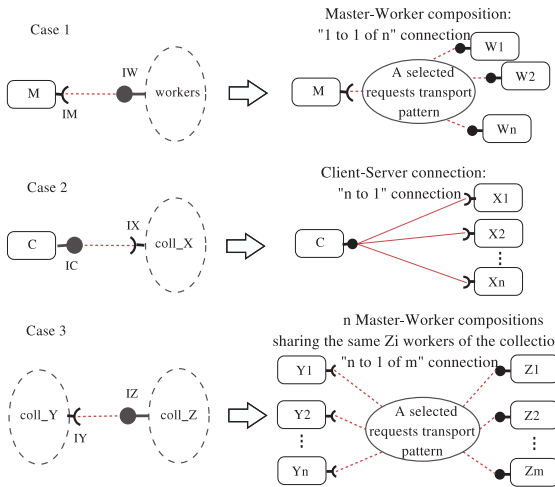 Case 1
M
IM
IW
workers
Master-Worker composition:
"1 to 1 of n" connection
M
A selected
requests transport
pattern
W1
W2
Wn
Case 2
C
IC
IX
coll_X
Client-Server connection:
"n to 1" connection
C
X1
X2
Xn
Case 3
coll_Y
IY
IZ
coll_Z
n Master-Worker compositions
sharing the same Zi workers of the collectio
"n to 1 of m" connection
Y1
Y2
Yn
A selected
requests transport
pattern
Z1
Z2
Zm